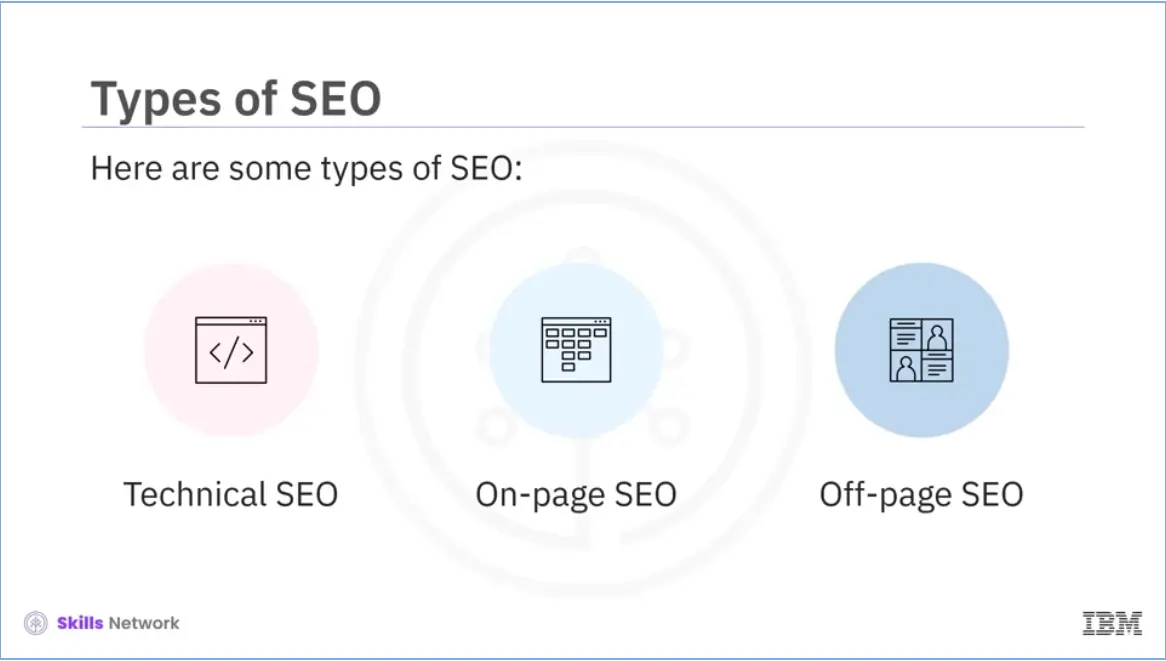 Types of SEO
Here are some types of SEO:
Technical SEO
On-page SEO
Off-page SEO
Skills Network
IBM